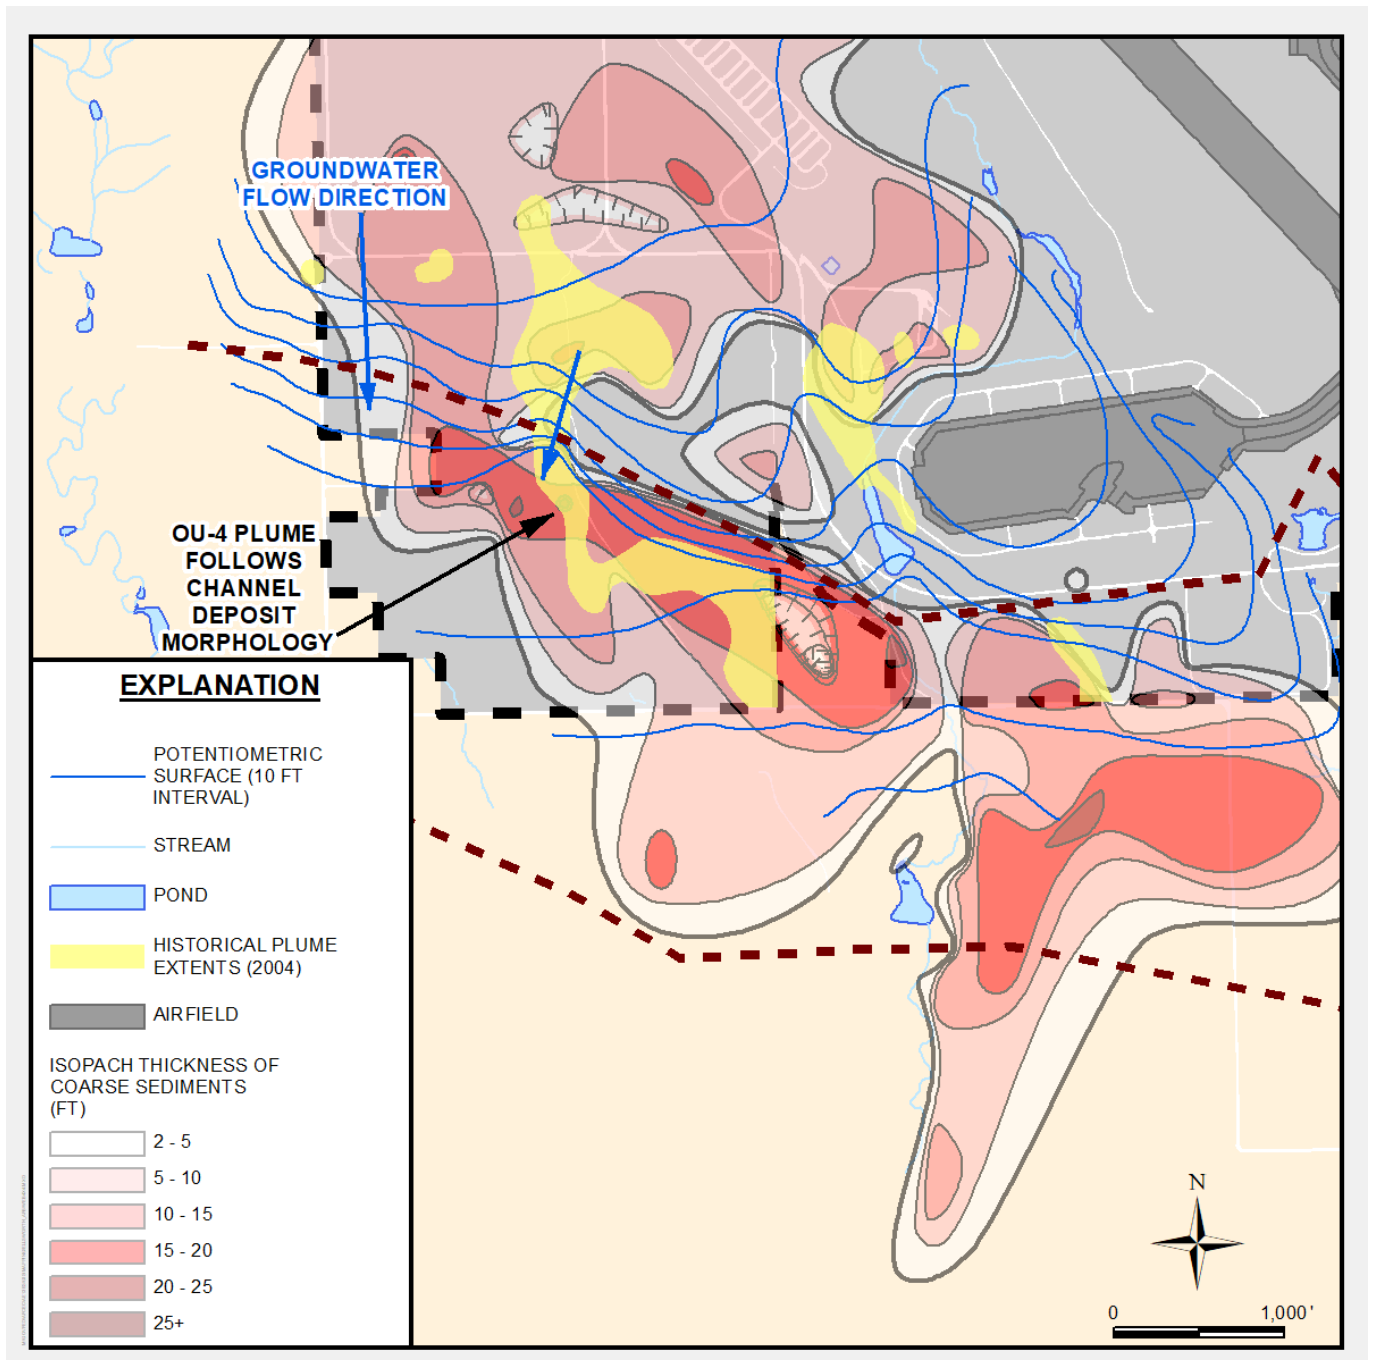 GROUNDWATER
FLOW DIRECTION
OU-4 PLUME
FOLLOWS
CHANNEL
DEPOSIT
MORPHOLOGY
EXPLANATION
POTENTIOMETRIC
SURFACE (10 FT
INTERVAL)
STREAM
POND
HISTORICAL PLUME
EXTENTS (2004)
AIRFIELD
ISOPACH THICKNESS OF
COARSE SEDIMENTS
(FT)
2 - 5
5 - 10
10 - 15
15 - 20
20 - 25
25+
N
0 1,000'